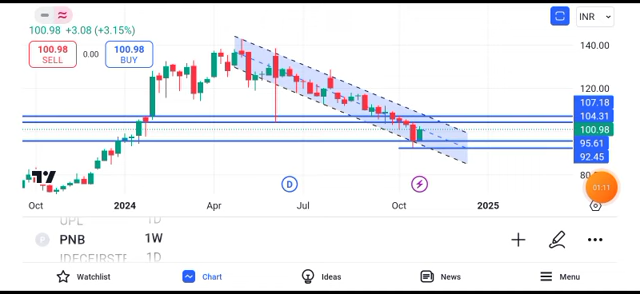 INR
100.98 +3.08 (+3.15%)
100.98
SELL
0.00
100.98
BUY
140.00
120.00
107.18
104.31
100.98
95.61
92.45
80
01:11
D
Oct
2024
Apr
Jul
Oct
2025
UPL
1D
P
PNB
1W
IDFCFIRSTB
1D
Watchlist
Chart
Ideas
News
Menu